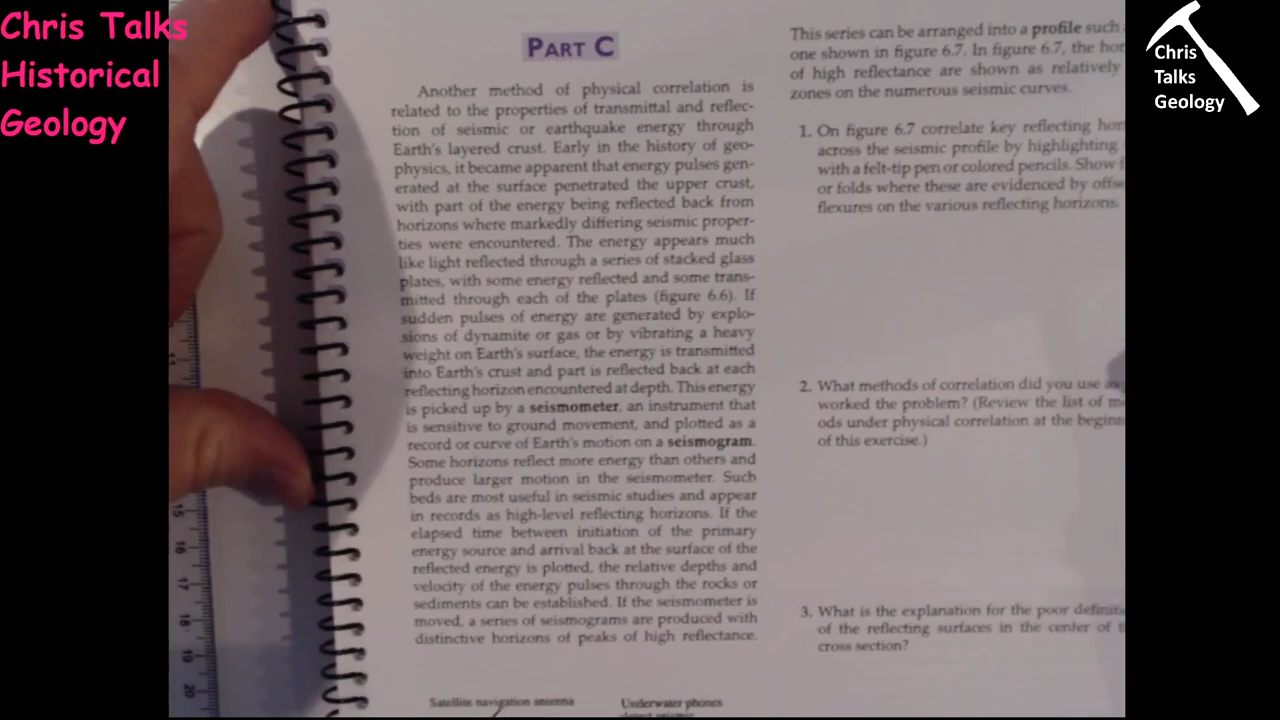 Chris Talks
Historical
Geology
Chris
Talks
Geology
PART C
Another method of physical correlation is
related to the properties of transmittal and reflec-
tion of seismic or earthquake energy through
Earth's layered crust. Early in the history of geo-
physics, it became apparent that energy pulses gen-
erated at the surface penetrated the upper crust,
with part of the energy being reflected back from
horizons where markedly differing seismic proper-
ties were encountered. The energy appears much
like light reflected through a series of stacked glass
plates, with some energy reflected and some trans-
mitted through each of the plates (figure 6.6). If
sudden pulses of energy are generated by explo-
sions of dynamite or gas or by vibrating a heavy
weight on Earth's surface, the energy is transmitted
into Earth's crust and part is reflected back at each
reflecting horizon encountered at depth. This energy
is picked up by a seismometer, an instrument that
is sensitive to ground movement, and plotted as a
record or curve of Earth's motion on a seismogram.
Some horizons reflect more energy than others and
produce larger motion in the seismometer. Such
beds are most useful in seismic studies and appear
in records as high-level reflecting horizons. If the
elapsed time between initiation of the primary
energy source and arrival back at the surface of the
reflected energy is plotted, the relative depths and
velocity of the energy pulses through the rocks or
sediments can be established. If the seismometer is
moved, a series of seismograms are produced with
distinctive horizons of peaks of high reflectance.
Satellite navigation antenna
Underwater phones
This series can be arranged into a profile such
one shown in figure 6.7. In figure 6.7, the hor
of high reflectance are shown as relatively
zones on the numerous seismic curves.
1. On figure 6.7 correlate key reflecting hor
across the seismic profile by highlighting
with a felt-tip pen or colored pencils. Show
or folds where these are evidenced by offse
flexures on the various reflecting horizons.
2. What methods of correlation did you use as
worked the problem? (Review the list of m
ods under physical correlation at the begin
of this exercise.)
3. What is the explanation for the poor definiti
of the reflecting surfaces in the center of
cross section?
15
16
17
18
19
20